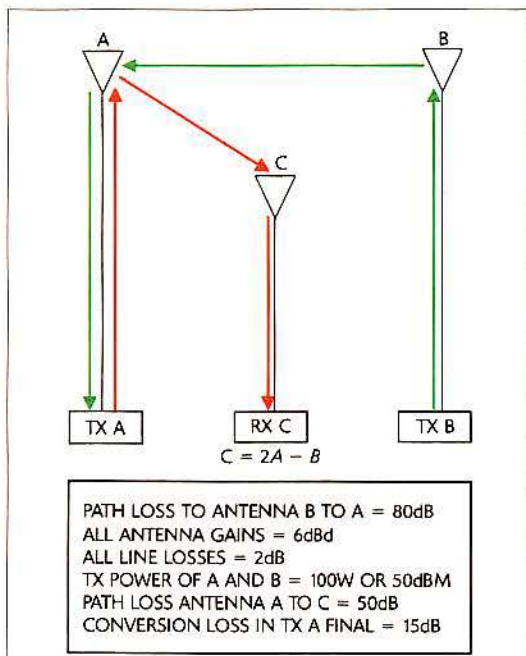 A
B
C
TX A
RX C
TX B
C = 2A – B
PATH LOSS TO ANTENNA B TO A = 80dB
ALL ANTENNA GAINS = 6dBd
ALL LINE LOSSES = 2dB
TX POWER OF A AND B = 100W OR 50dBM
PATH LOSS ANTENNA A TO C = 50dB
CONVERSION LOSS IN TX A FINAL = 15dB